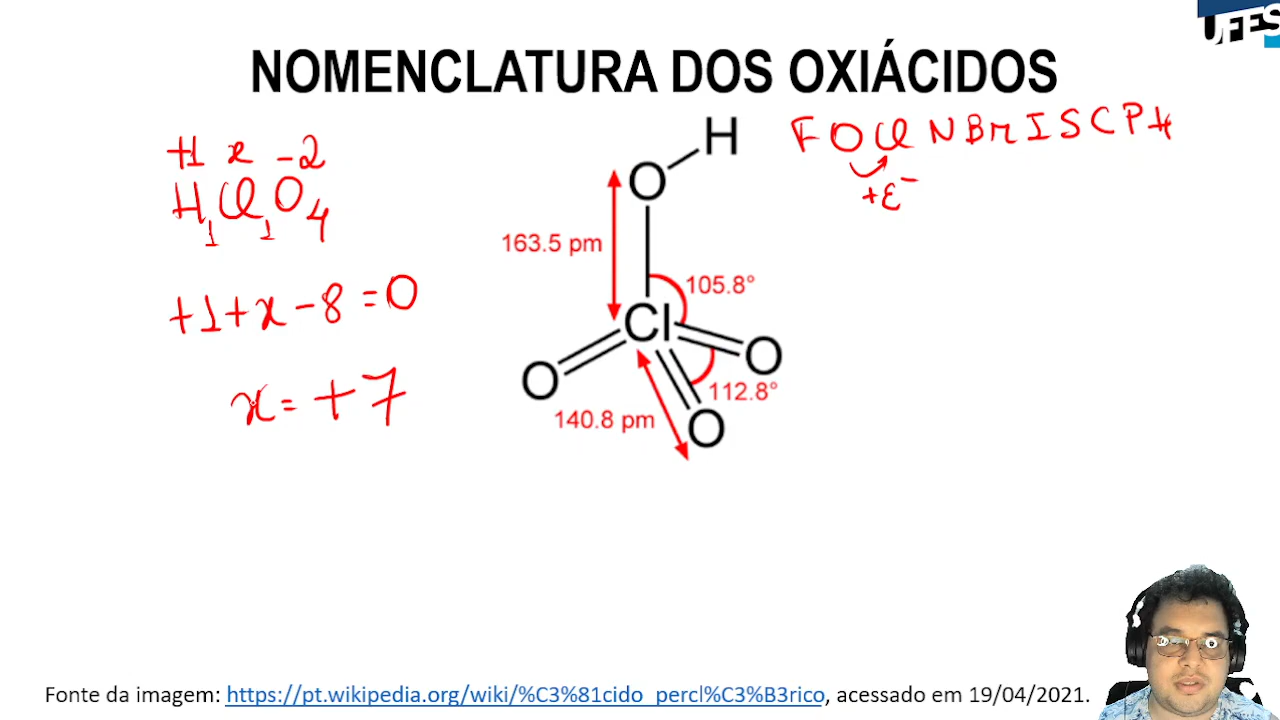 UFES
NOMENCLATURA DOS OXIÁCIDOS
+1 x -2
H1Cl1O4
+1+x-8=0
x=+7
F O Cl N Br I S C P H
+E-
H
O
163.5 pm
105.8°
Cl
O
O
112.8°
140.8 pm
O
Fonte da imagem: https://pt.wikipedia.org/wiki/%C3%81cido_percl%C3%B3rico, acessado em 19/04/2021.